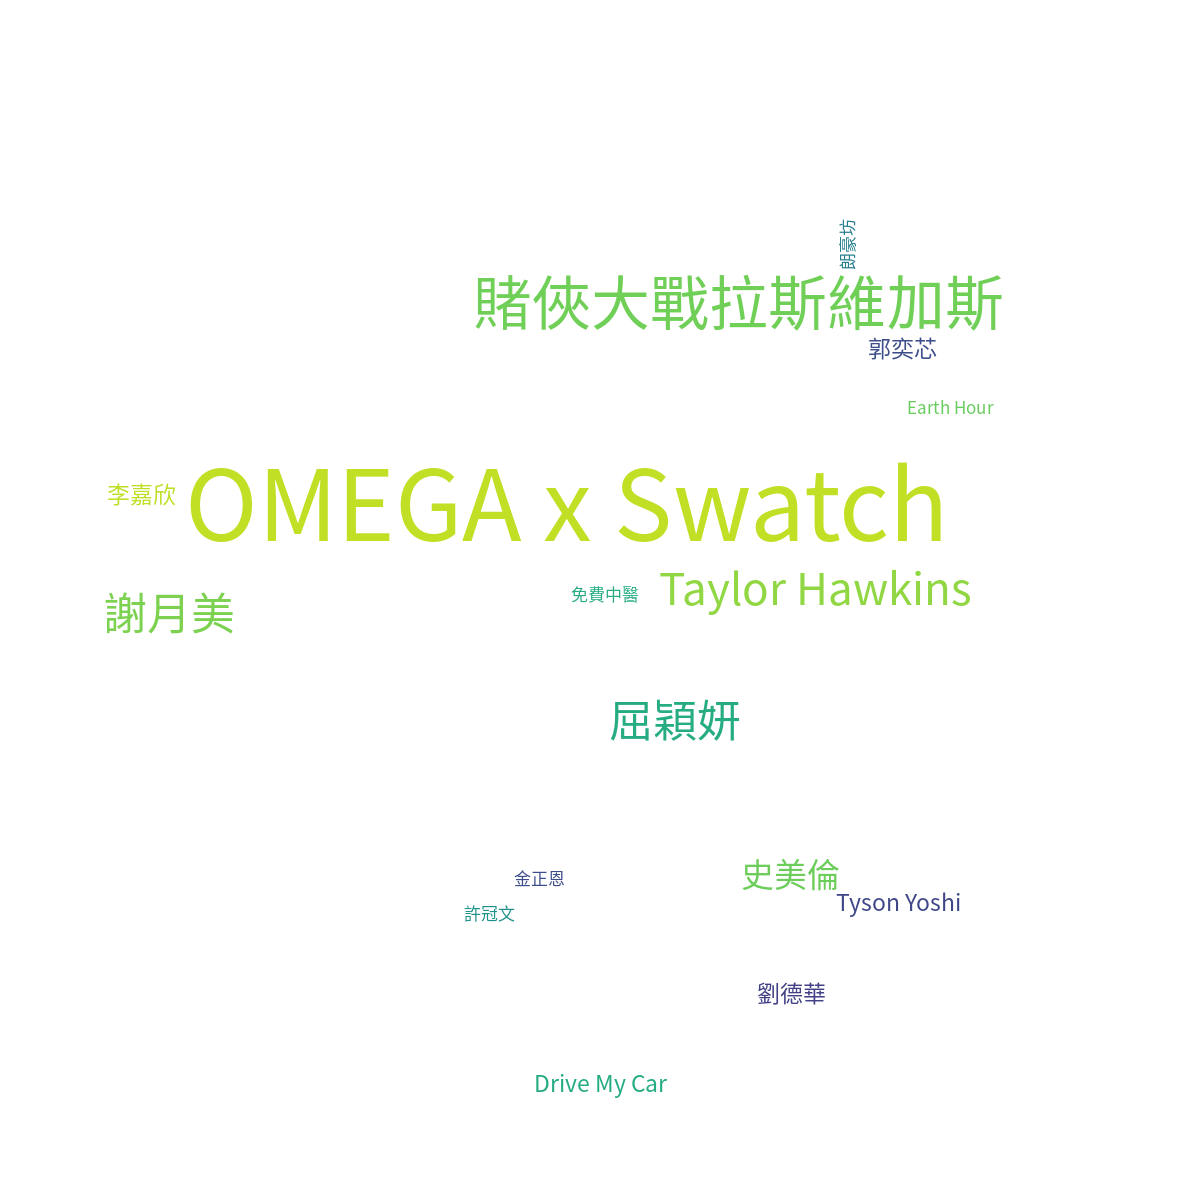 朗豪坊
賭俠大戰拉斯維加斯
郭奕芯
Earth Hour
李嘉欣
OMEGA x Swatch
免費中醫
Taylor Hawkins
謝月美
屈穎妍
史美倫
金正恩
Tyson Yoshi
許冠文
劉德華
Drive My Car